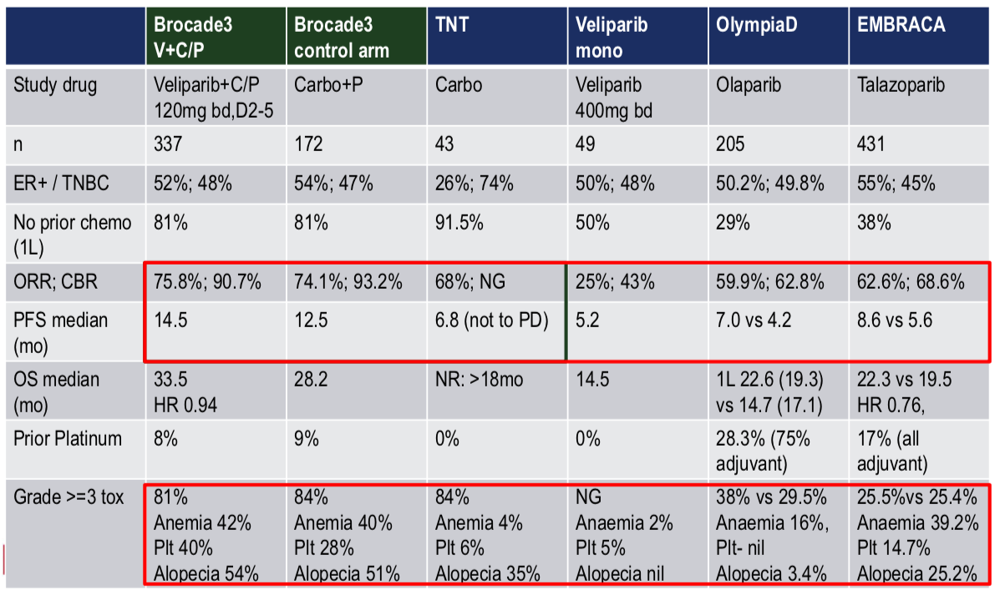 Brocade3 V+C/P
Brocade3 control arm
TNT
Veliparib mono
OlympiaD
EMBRACA
Study drug
Veliparib+C/P
120mg bd,D2-5
Carbo+P
Carbo
Veliparib
400mg bd
Olaparib
Talazoparib
n
337
172
43
49
205
431
ER+ / TNBC
52%; 48%
54%; 47%
26%; 74%
50%; 48%
50.2%; 49.8%
55%; 45%
No prior chemo
(1L)
81%
81%
91.5%
50%
29%
38%
ORR; CBR
75.8%; 90.7%
74.1%; 93.2%
68%; NG
25%; 43%
59.9%; 62.8%
62.6%; 68.6%
PFS median
(mo)
14.5
12.5
6.8 (not to PD)
5.2
7.0 vs 4.2
8.6 vs 5.6
OS median
(mo)
33.5
HR 0.94
28.2
NR: >18mo
14.5
1L 22.6 (19.3)
vs 14.7 (17.1)
22.3 vs 19.5
HR 0.76,
Prior Platinum
8%
9%
0%
0%
28.3% (75%
adjuvant)
17% (all
adjuvant)
Grade >=3 tox
81%
Anemia 42%
Plt 40%
Alopecia 54%
84%
Anemia 40%
Plt 28%
Alopecia 51%
84%
Anemia 4%
Plt 6%
Alopecia 35%
NG
Anaemia 2%
Plt 5%
Alopecia nil
38% vs 29.5%
Anaemia 16%,
Plt- nil
Alopecia 3.4%
25.5%vs 25.4%
Anaemia 39.2%
Plt 14.7%
Alopecia 25.2%